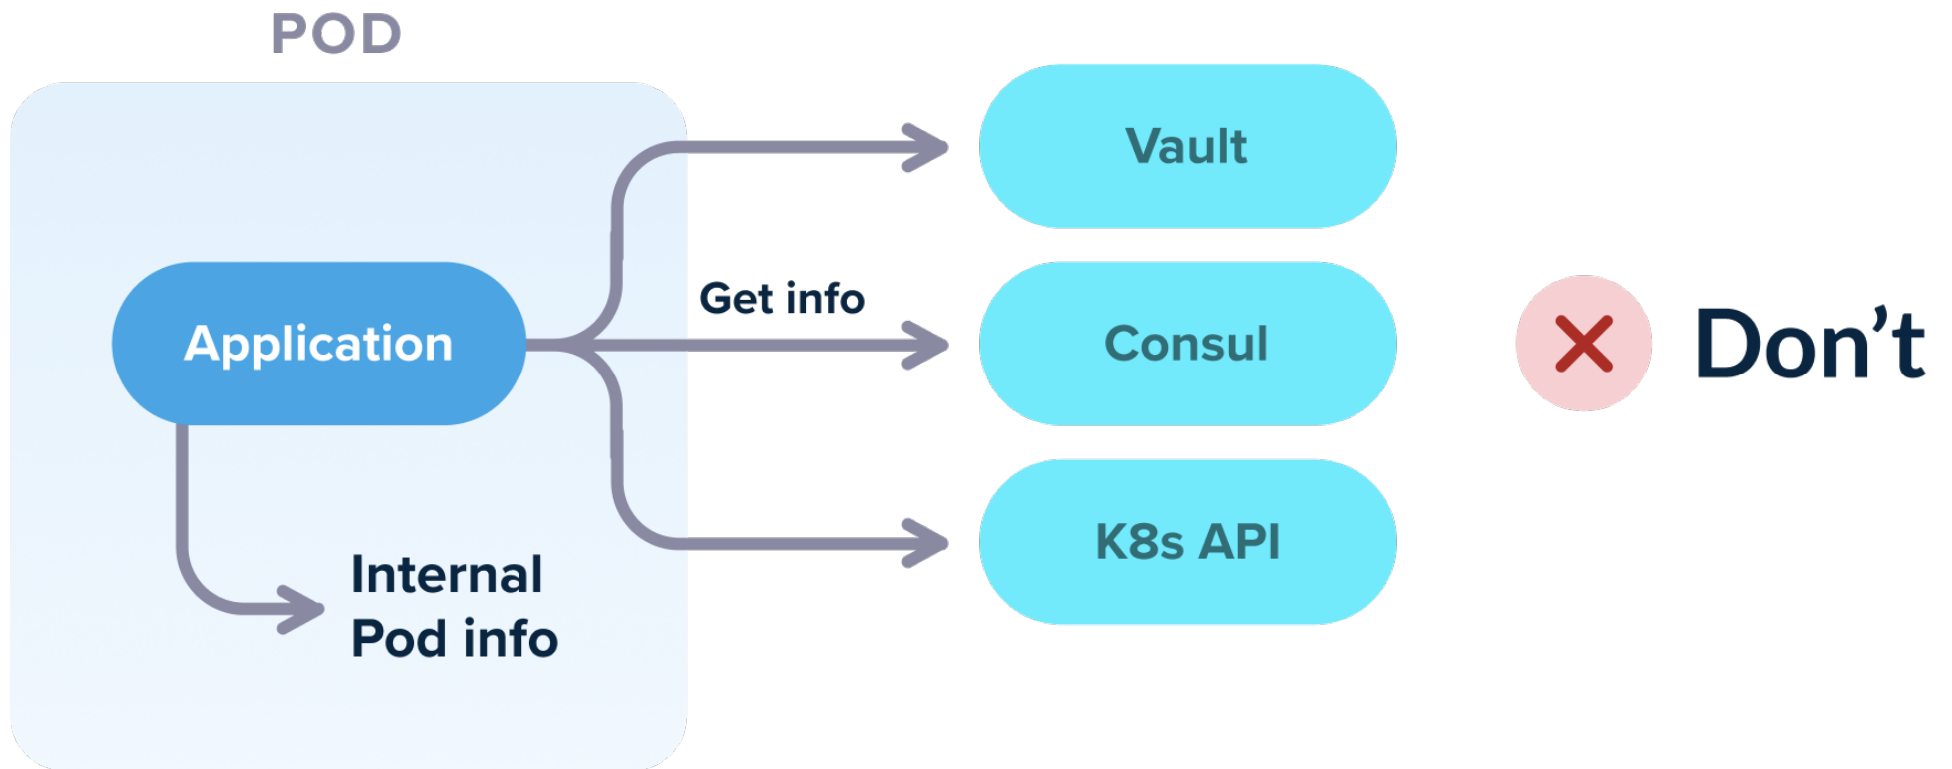 POD
Vault
Get info
Application
Consul
Don’t
K8s API
Internal
Pod info